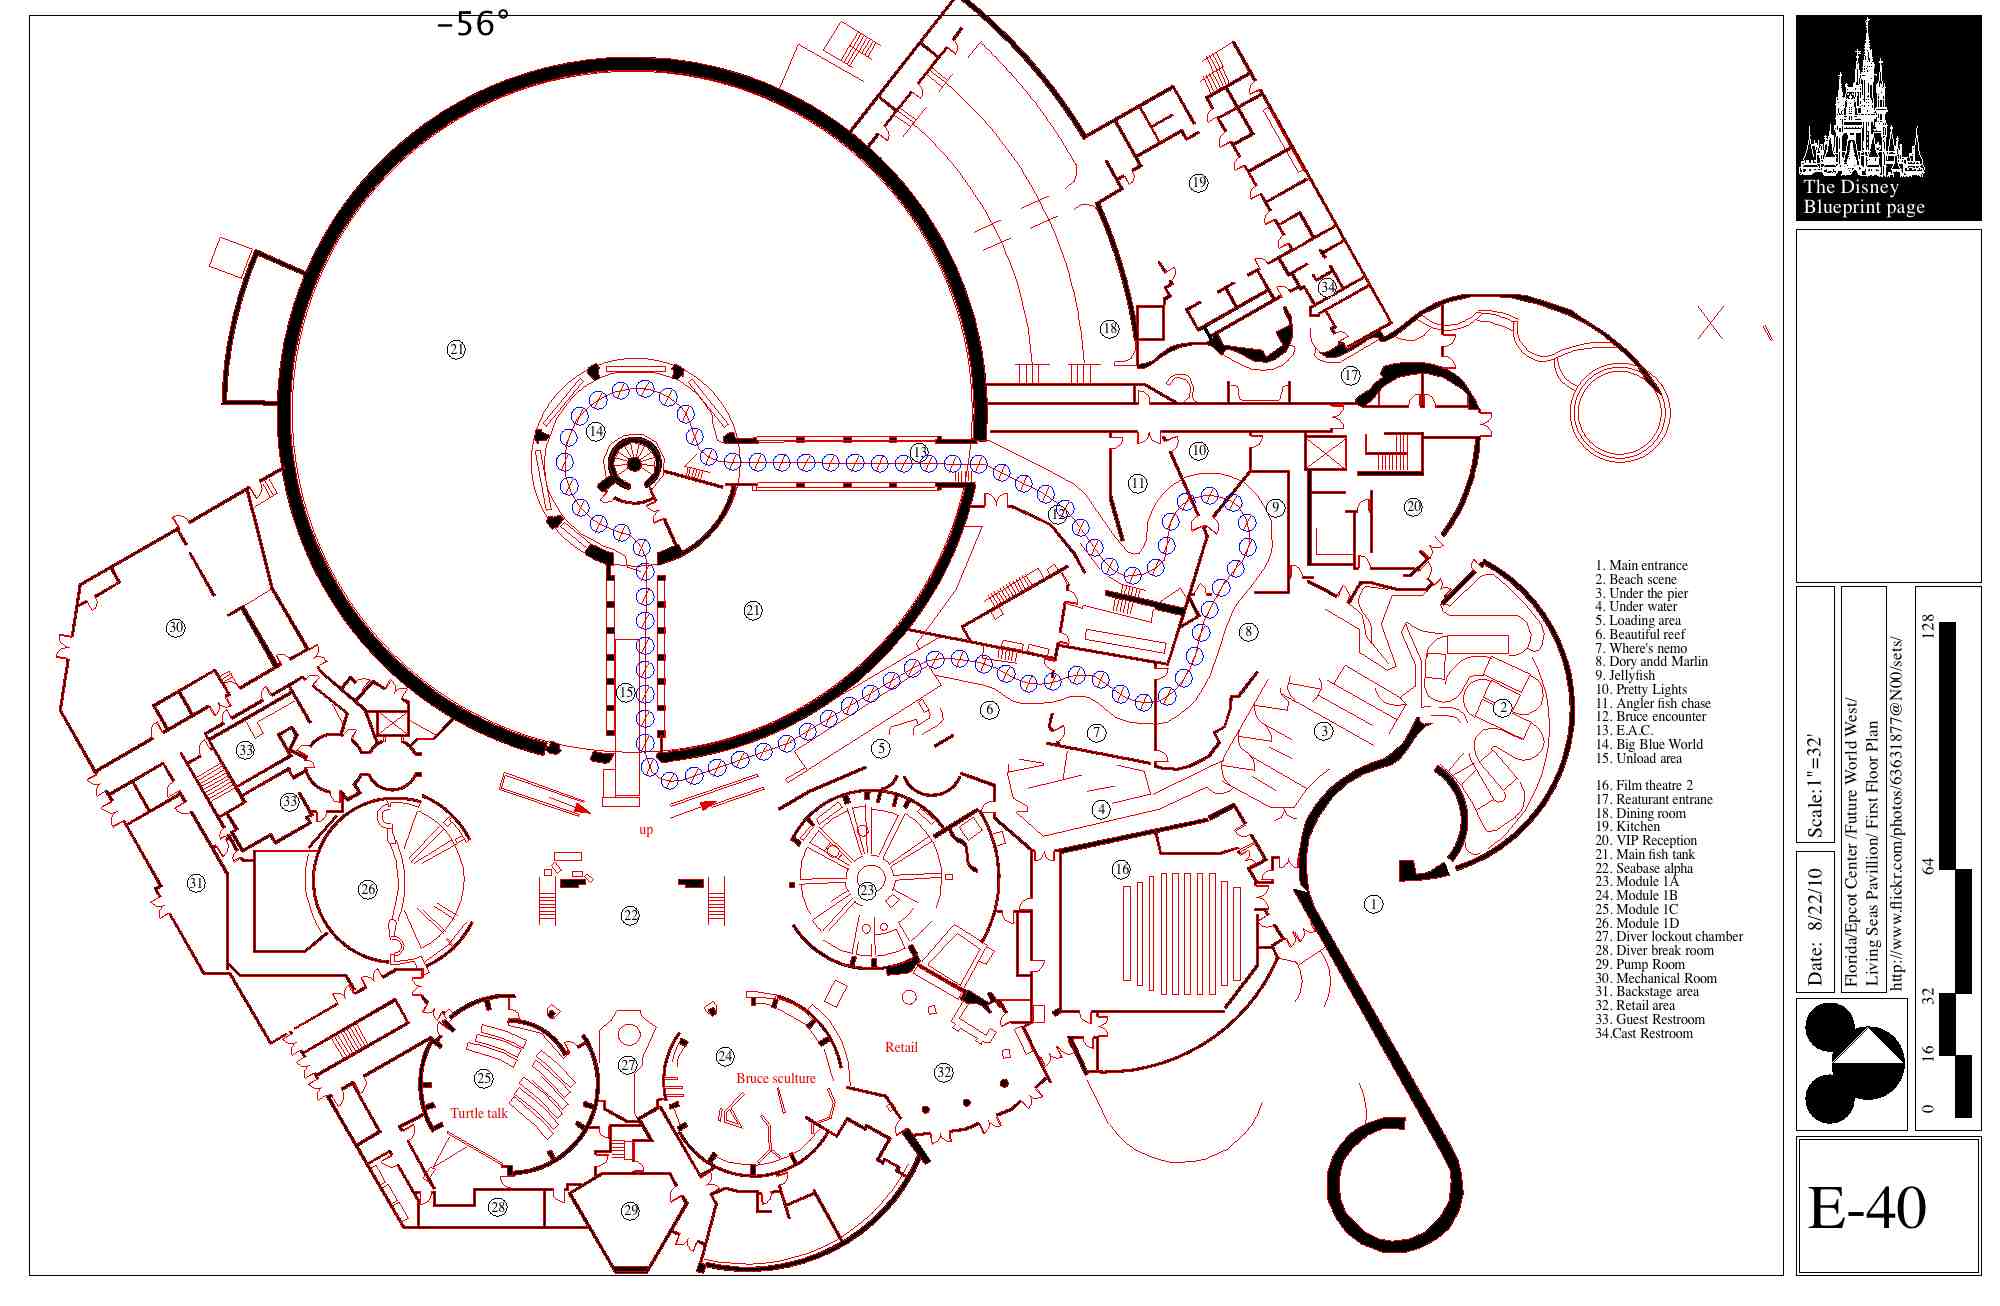 –56°
The Disney
Blueprint page
19
34
18
21
17
14
13
10
11
12
9
20
8
21
30
15
6
7
5
2
3
33
33
4
31
26
23
16
22
1
up
25
27
24
32
Retail
Bruce sculture
Turtle talk
28
29
1. Main entrance
2. Beach scene
3. Under the pier
4. Under water
5. Loading area
6. Beautiful reef
7. Where's nemo
8. Dory andd Marlin
9. Jellyfish
10. Pretty Lights
11. Angler fish chase
12. Bruce encounter
13. E.A.C.
14. Big Blue World
15. Unload area
16. Film theatre 2
17. Reaturant entrane
18. Dining room
19. Kitchen
20. VIP Reception
21. Main fish tank
22. Seabase alpha
23. Module 1A
24. Module 1B
25. Module 1C
26. Module 1D
27. Diver lockout chamber
28. Diver break room
29. Pump Room
30. Mechanical Room
31. Backstage area
32. Retail area
33. Guest Restroom
34.Cast Restroom
Scale:1"=32'
Date: 8/22/10
Florida/Epcot Center /Future World West/
Living Seas Pavillion/ First Floor Plan
http://www.flickr.com/photos/63631877@N00/sets/
128
64
32
16
0
E-40